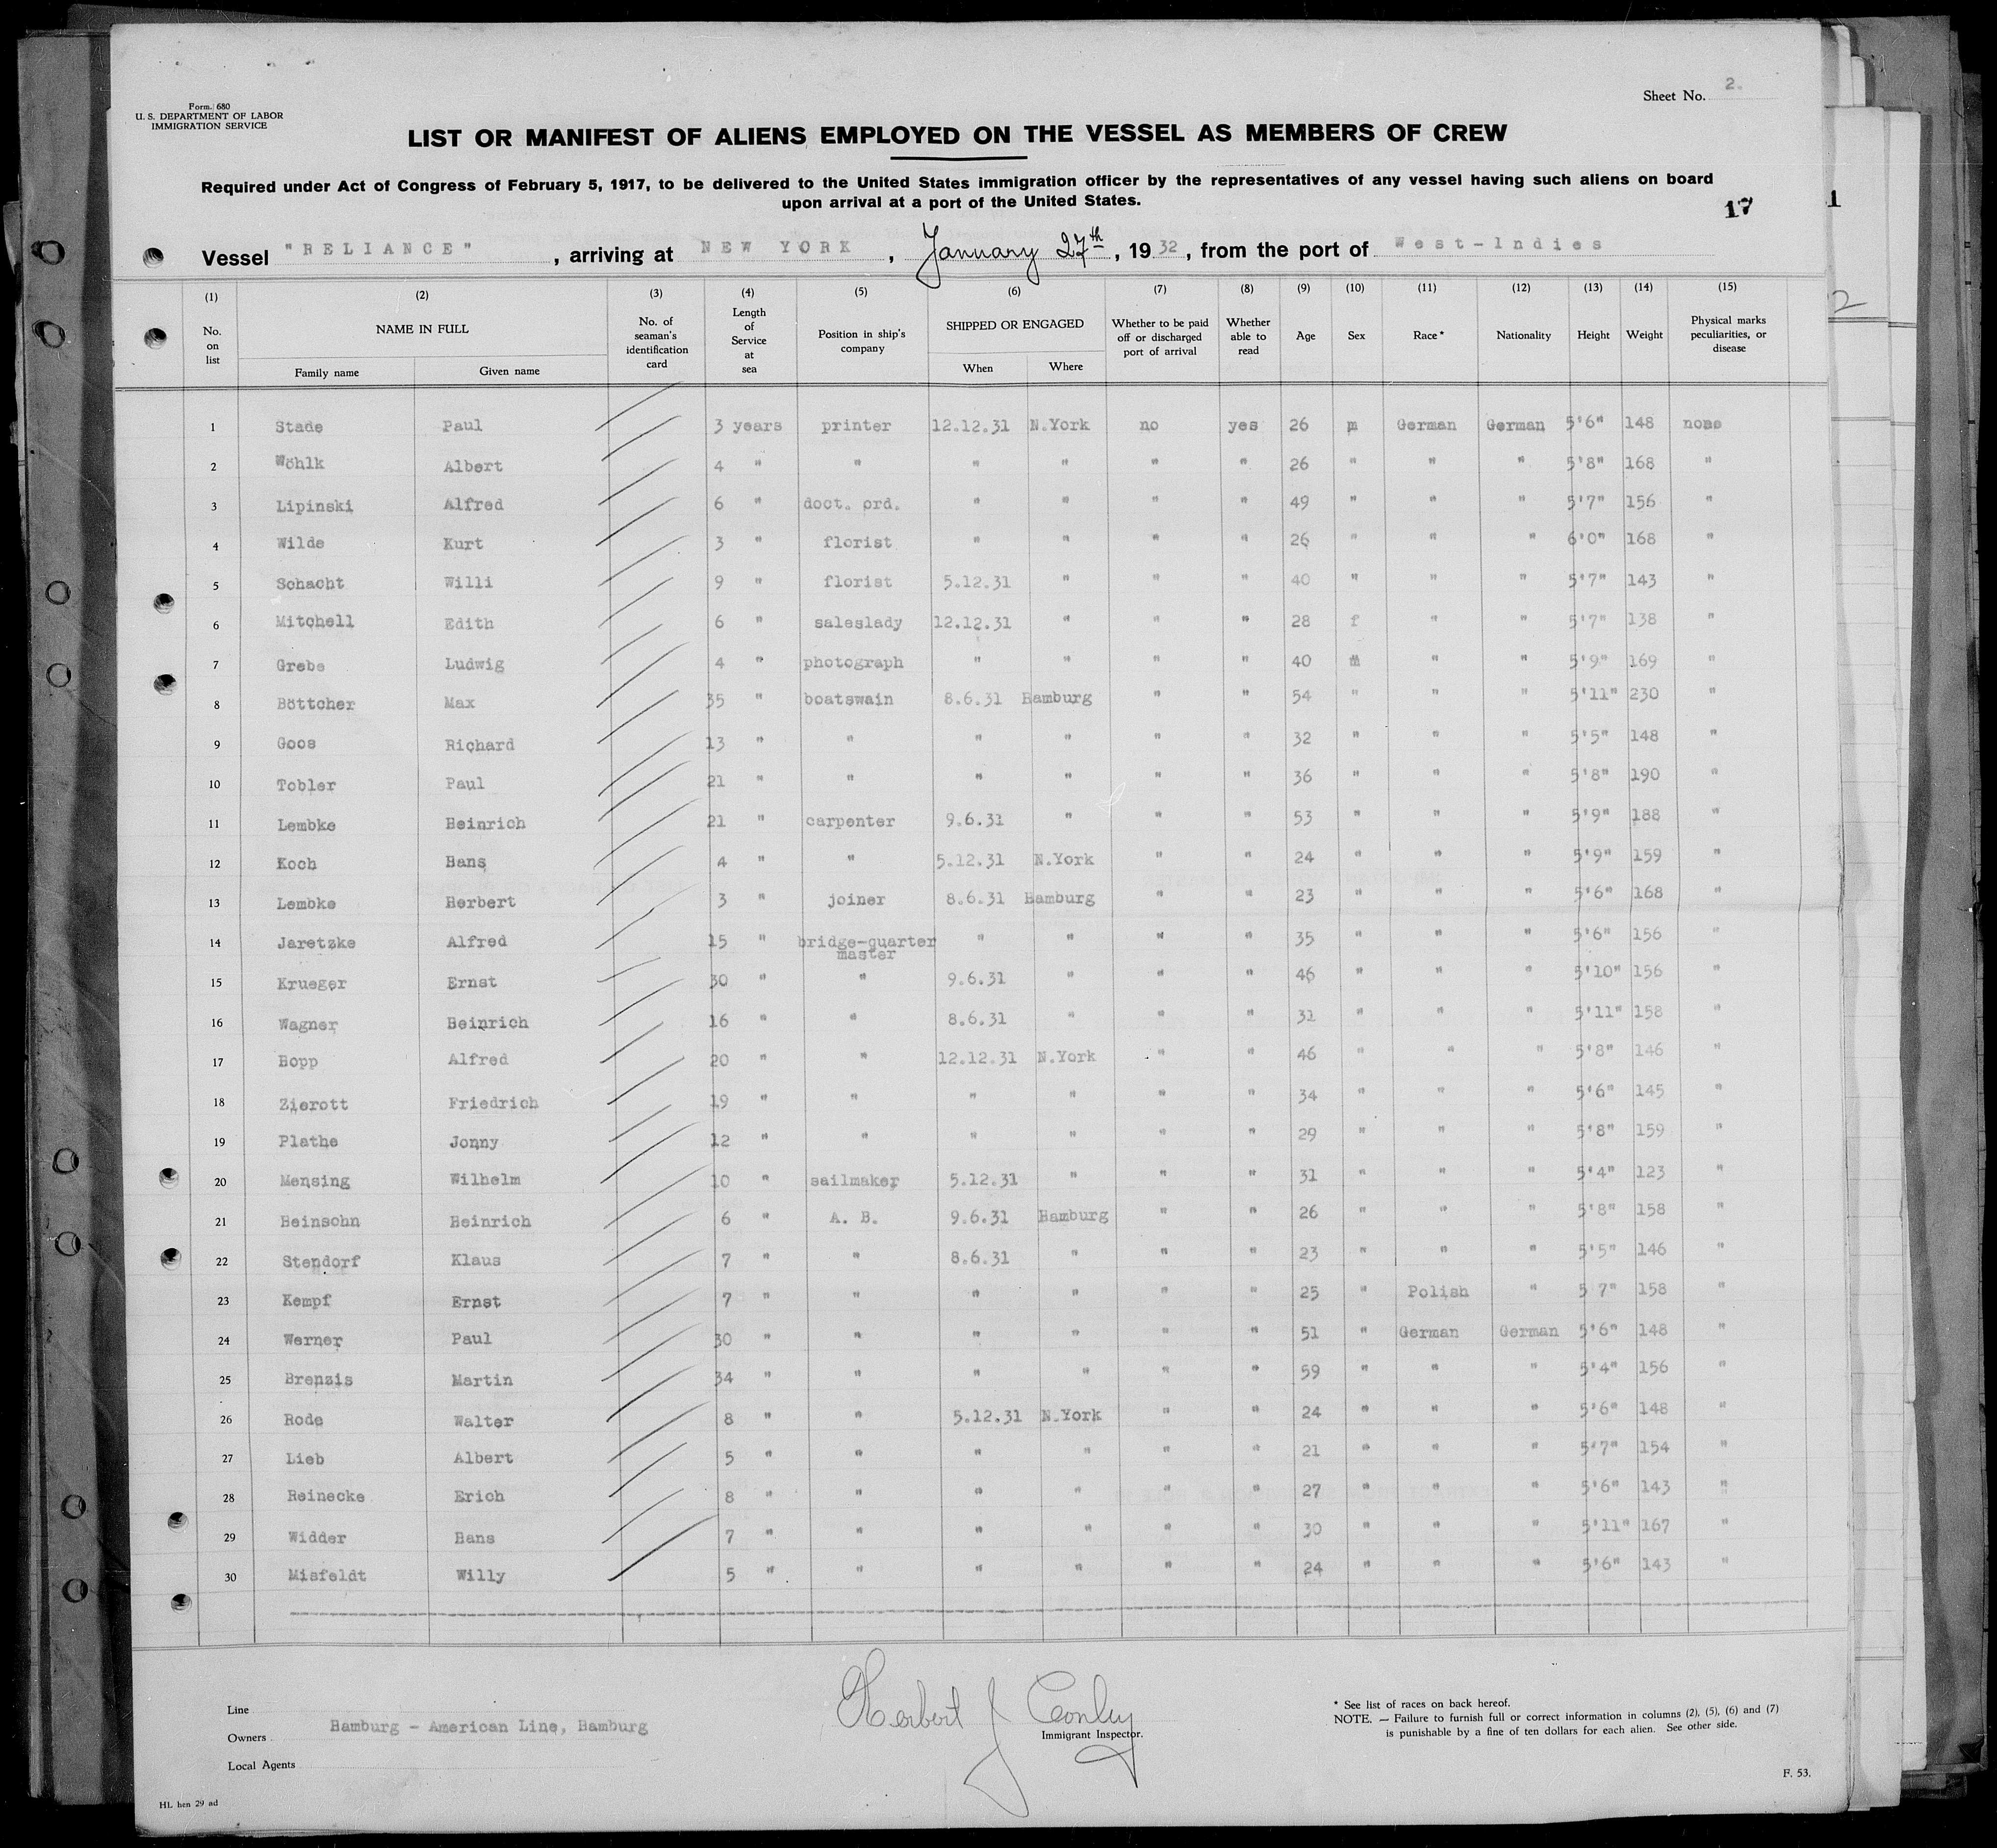 Sheet No. 2.
Form. 680
U. S. DEPARTMENT OF LABOR
IMMIGRATION SERVICE
LIST OR MANIFEST OF ALIENS EMPLOYED ON THE VESSEL AS MEMBERS OF CREW
Required under Act of Congress of February 5, 1917, to be delivered to the United States immigration officer by the representatives of any vessel having such aliens on board
upon arrival at a port of the United States.
17
1
Vessel "RELIANCE", arriving at NEW YORK, January 27th, 1932, from the port of West-Indies
2
(1) (2) (3) (4) (5) (6) (7) (8) (9) (10) (11) (12) (13) (14) (15)
No. on list NAME IN FULL No. of seaman's identification card Length of Service at sea Position in ship's company SHIPPED OR ENGAGED Whether to be paid off or discharged port of arrival Whether able to read Age Sex Race* Nationality Height Weight Physical marks peculiarities, or disease
Family name Given name When Where
1 Stade Paul 3 years printer 12.12.31 N.York no yes 26 m German German 5'6" 148 none
2 Wöhlk Albert 4 " " " " " " 26 " " " 5'8" 168 "
3 Lipinski Alfred 6 " doct. ord. " " " " 49 " " " 5'7" 156 "
4 Wilde Kurt 3 " florist " " " " 26 " " " 6'0" 168 "
5 Schacht Willi 9 " florist 5.12.31 " " " 40 " " " 5'7" 143 "
6 Mitchell Edith 6 " saleslady 12.12.31 " " " 28 f " " 5'7" 138 "
7 Grebe Ludwig 4 " photograph " " " " 40 m " " 5'9" 169 "
8 Böttcher Max 35 " boatswain 8.6.31 Hamburg " " 54 " " " 5'11" 230 "
9 Goos Richard 13 " " " " " " 32 " " " 5'5" 148 "
10 Tobler Paul 21 " " " " " " 36 " " " 5'8" 190 "
11 Lembke Heinrich 21 " carpenter 9.6.31 " " " 53 " " " 5'9" 188 "
12 Koch Hans 4 " " 5.12.31 N.York " " 24 " " " 5'9" 159 "
13 Lembke Herbert 3 " joiner 8.6.31 Hamburg " " 23 " " " 5'6" 168 "
14 Jaretzke Alfred 15 " bridge-quarter master " " " " 35 " " " 5'6" 156 "
15 Krueger Ernst 30 " " 9.6.31 " " " 46 " " " 5'10" 156 "
16 Wagner Heinrich 16 " " 8.6.31 " " " 31 " " " 5'11" 158 "
17 Bopp Alfred 20 " " 12.12.31 N.York " " 46 " " " 5'8" 146 "
18 Zierott Friedrich 19 " " " " " " 34 " " " 5'6" 145 "
19 Plathe Jonny 12 " " " " " " 29 " " " 5'8" 159 "
20 Mensing Wilhelm 10 " sailmaker 5.12.31 " " " 31 " " " 5'4" 123 "
21 Heinsohn Heinrich 6 " A. B. 9.6.31 Hamburg " " 26 " " " 5'8" 158 "
22 Stendorf Klaus 7 " " 8.6.31 " " " 23 " " " 5'5" 146 "
23 Kempf Ernst 7 " " " " " " 25 " Polish " 5 7" 158 "
24 Werner Paul 30 " " " " " " 51 " German German 5'6" 148 "
25 Brenzis Martin 34 " " " " " " 59 " " " 5'4" 156 "
26 Rode Walter 8 " " 5.12.31 N.York " " 24 " " " 5'6" 148 "
27 Lieb Albert 5 " " " " " " 21 " " " 5'7" 154 "
28 Reinecke Erich 8 " " " " " " 27 " " " 5'6" 143 "
29 Widder Hans 7 " " " " " " 30 " " " 5'11" 167 "
30 Misfeldt Willy 5 " " " " " " 24 " " " 5'6" 143 "
Line
Owners Hamburg - American Line, Hamburg
Local Agents
Herbert J Conley
Immigrant Inspector.
* See list of races on back hereof.
NOTE. — Failure to furnish full or correct information in columns (2), (5), (6) and (7)
is punishable by a fine of ten dollars for each alien. See other side.
F. 53.
HL hen 29 ad